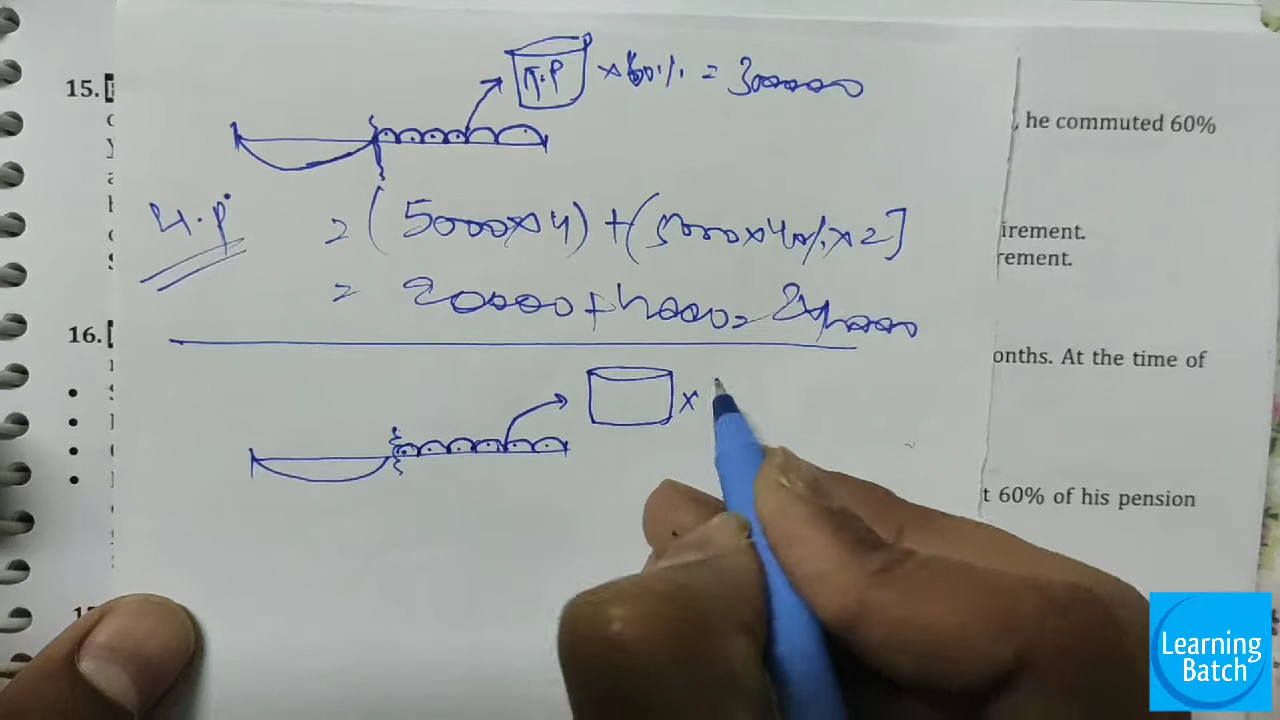 15.
× 60% = 300000
, he commuted 60%
U.P = (5000×4) + (5000×40%×2]
irement.
rement.
= 20000 + 4000 = 24000
16.
onths. At the time of
×
t 60% of his pension
Learning
Batch